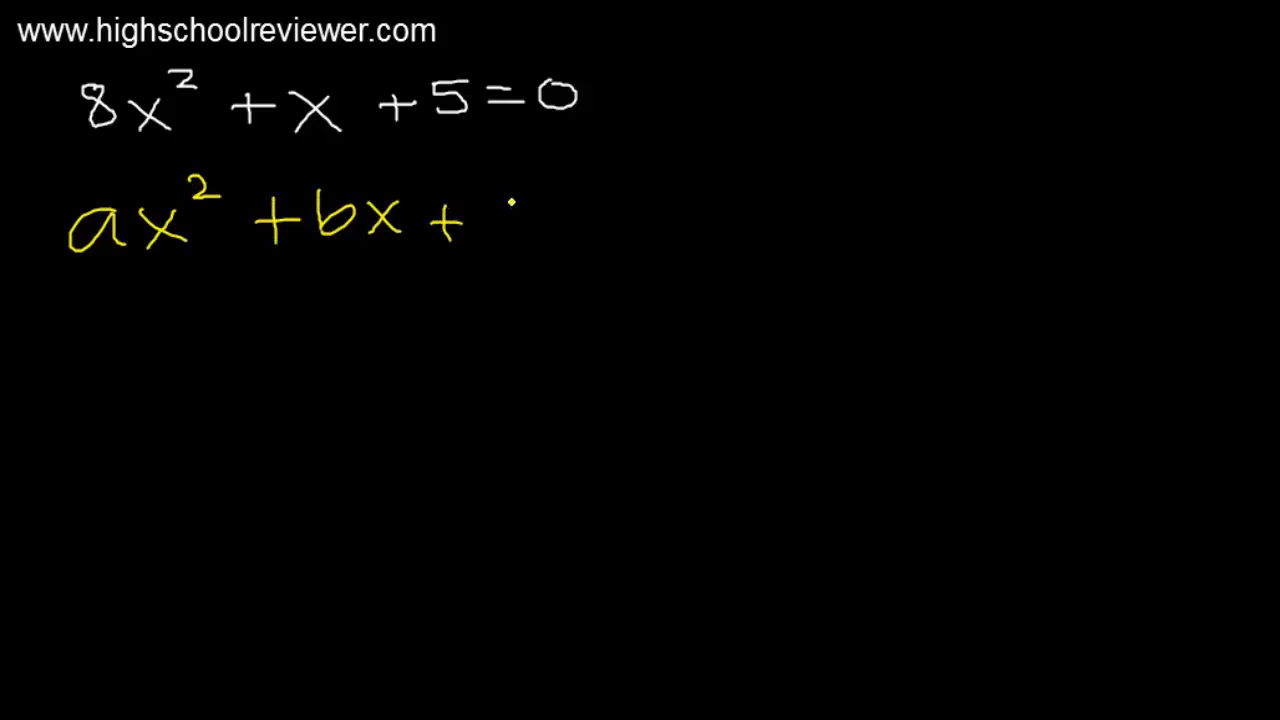 www.highschoolreviewer.com
8x² + x + 5 = 0
ax² + bx +